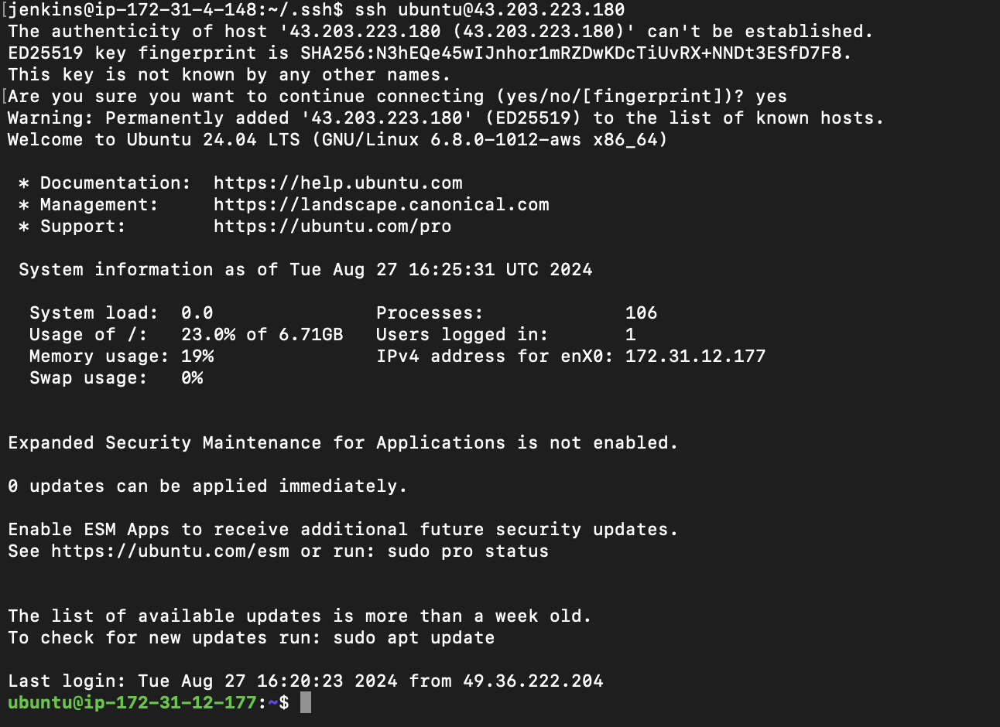 [jenkins@ip-172-31-4-148:~/.ssh$ ssh ubuntu@43.203.223.180
The authenticity of host '43.203.223.180 (43.203.223.180)' can't be established.
ED25519 key fingerprint is SHA256:N3hEQe45wIJnhor1mRZDwKDcTiUvRX+NNDt3ESfD7F8.
This key is not known by any other names.
[Are you sure you want to continue connecting (yes/no/[fingerprint])? yes
Warning: Permanently added '43.203.223.180' (ED25519) to the list of known hosts.
Welcome to Ubuntu 24.04 LTS (GNU/Linux 6.8.0-1012-aws x86_64)
* Documentation:  https://help.ubuntu.com
* Management:     https://landscape.canonical.com
* Support:        https://ubuntu.com/pro
System information as of Tue Aug 27 16:25:31 UTC 2024
System load:  0.0               Processes:             106
Usage of /:   23.0% of 6.71GB   Users logged in:       1
Memory usage: 19%               IPv4 address for enX0: 172.31.12.177
Swap usage:   0%
Expanded Security Maintenance for Applications is not enabled.
0 updates can be applied immediately.
Enable ESM Apps to receive additional future security updates.
See https://ubuntu.com/esm or run: sudo pro status
The list of available updates is more than a week old.
To check for new updates run: sudo apt update
Last login: Tue Aug 27 16:20:23 2024 from 49.36.222.204
ubuntu@ip-172-31-12-177:~$